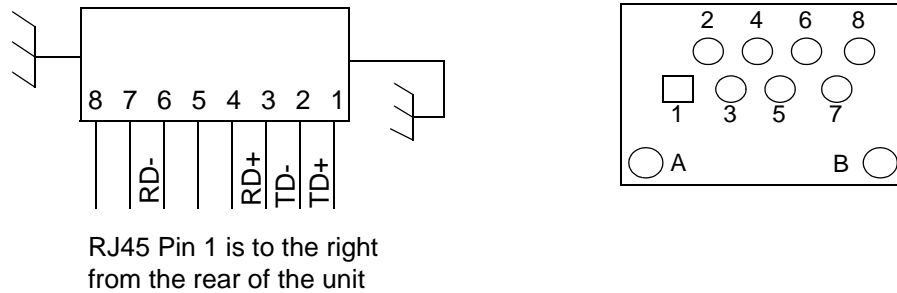 8 7 6 5 4 3 2 1
RD-
RD+
TD-
TD+
RJ45 Pin 1 is to the right
from the rear of the unit
2 4 6 8
1 3 5 7
A B